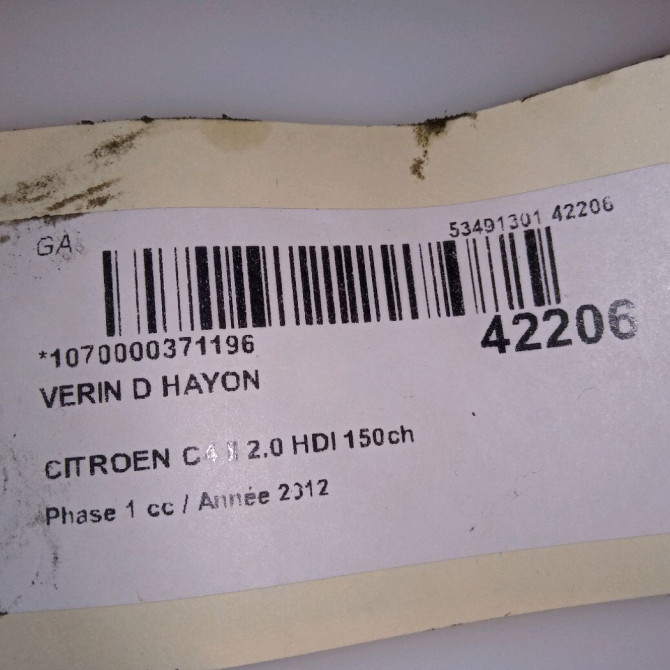 GA
53491301 42206
*1070000371196
42206
VERIN D HAYON
CITROEN C4 2.0 HDI 150ch
Phase 1 cc / Année 2012